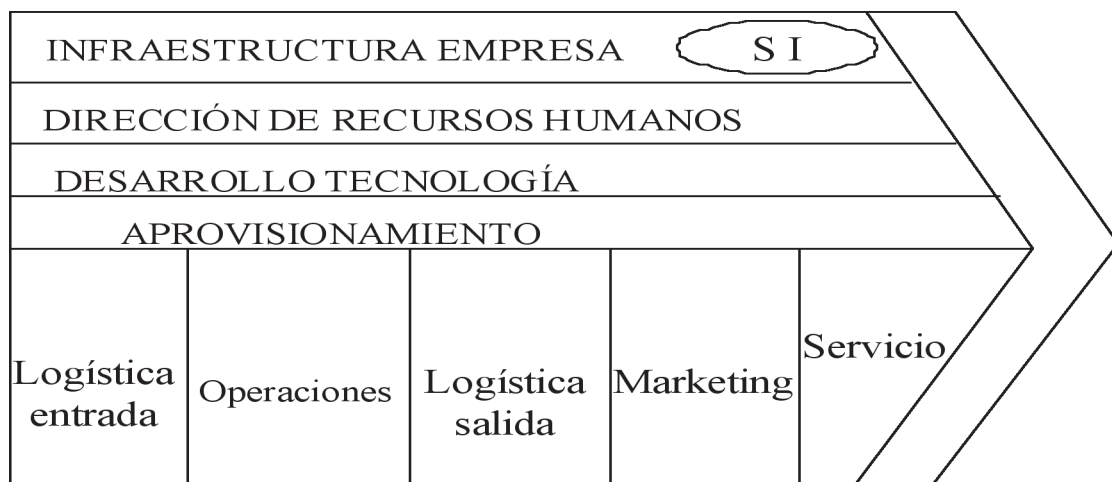 INFRAESTRUCTURA EMPRESA S I
DIRECCIÓN DE RECURSOS HUMANOS
DESARROLLO TECNOLOGÍA
APROVISIONAMIENTO
Logística
entrada
Operaciones
Logística
salida
Marketing
Servicio